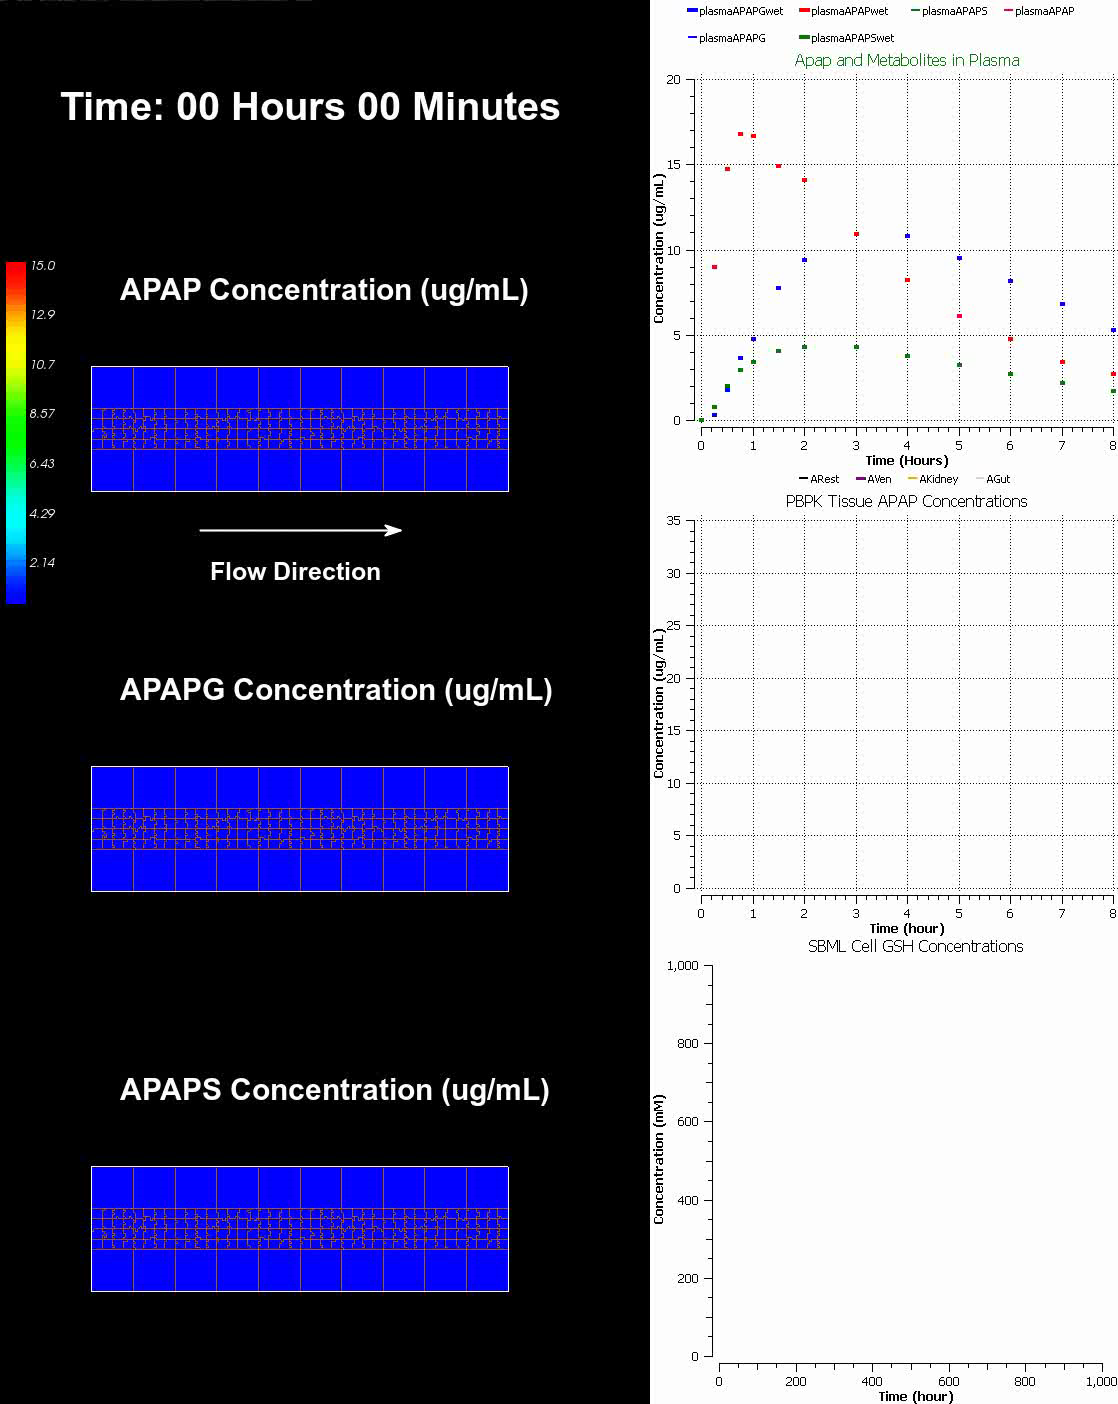 Time: 00 Hours 00 Minutes
15.0
12.9
10.7
8.57
6.43
4.29
2.14
APAP Concentration (ug/mL)
Flow Direction
APAPG Concentration (ug/mL)
APAPS Concentration (ug/mL)
plasmaAPAPGwet plasmaAPAPwet plasmaAPAPS plasmaAPAP
plasmaAPAPG plasmaAPAPSwet
Apap and Metabolites in Plasma
20
15
10
5
0
Concentration (ug/mL)
0 1 2 3 4 5 6 7 8
Time (Hours)
ARest AVen AKidney AGut
PBPK Tissue APAP Concentrations
35
30
25
20
15
10
5
0
Concentration (ug/mL)
0 1 2 3 4 5 6 7 8
Time (hour)
SBML Cell GSH Concentrations
1,000
800
600
400
200
0
Concentration (mM)
0 200 400 600 800 1,000
Time (hour)